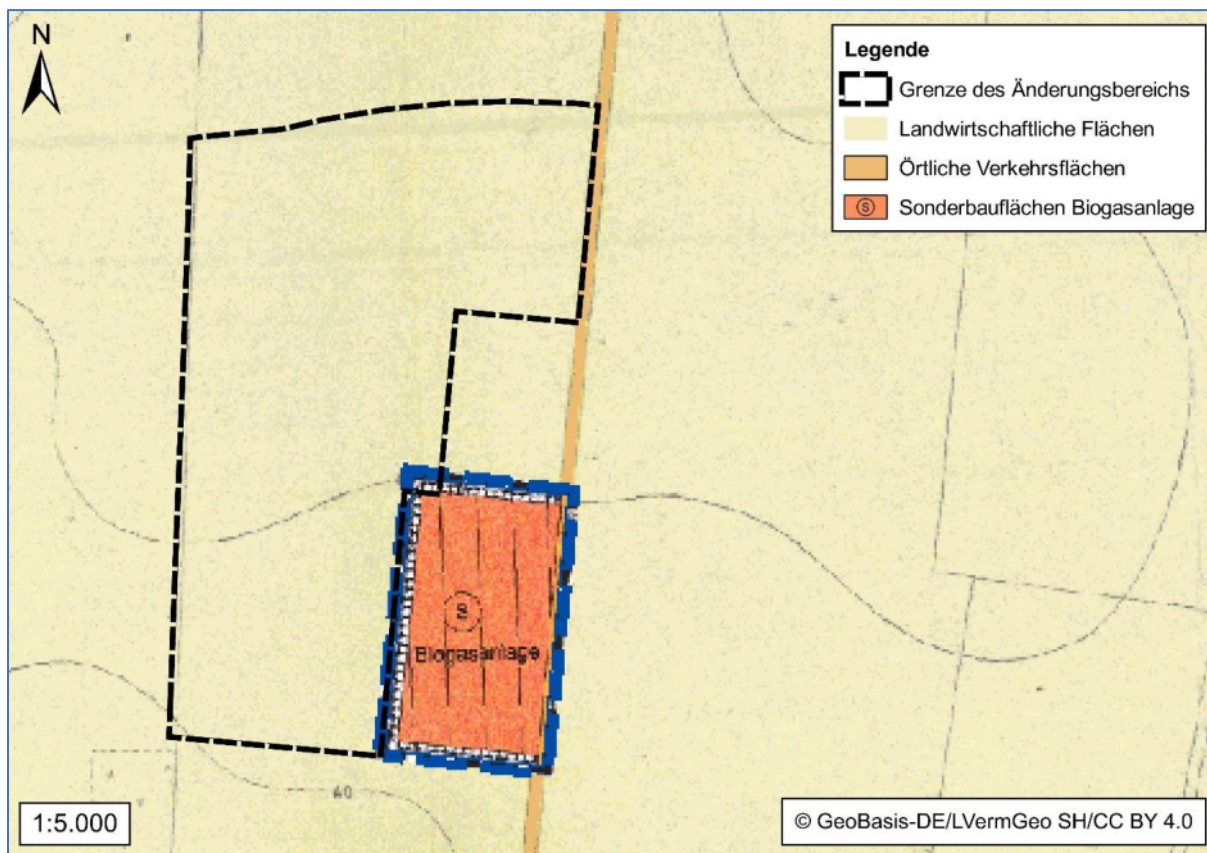 N
Legende
Grenze des Änderungsbereichs
Landwirtschaftliche Flächen
Örtliche Verkehrsflächen
S Sonderbauflächen Biogasanlage
S
Biogasanlage
40
1:5.000
© GeoBasis-DE/LVermGeo SH/CC BY 4.0